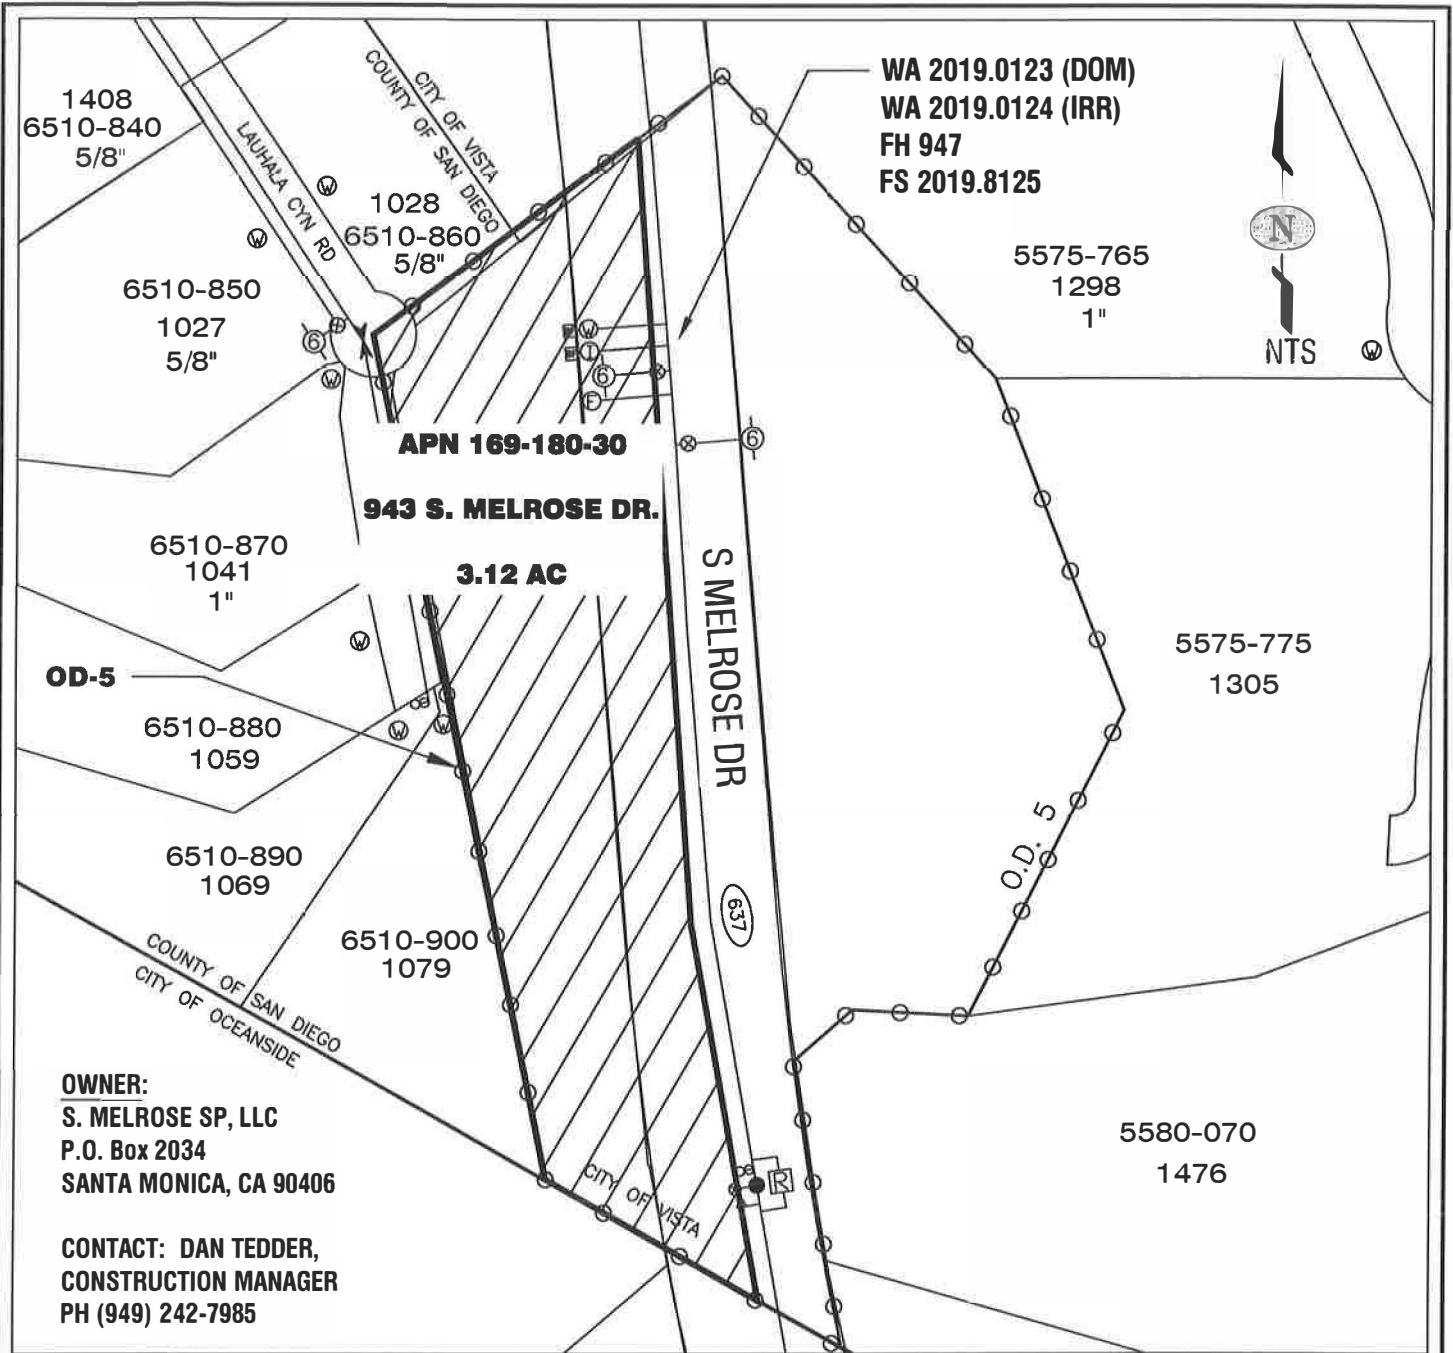 WA 2019.0123 (DOM)
WA 2019.0124 (IRR)
FH 947
FS 2019.8125
1408
6510-840
5/8"
LAUHALA CYN RD
CITY OF VISTA
COUNTY OF SAN DIEGO
W
1028
6510-860
5/8"
W
6510-850
1027
5/8"
6
W
5575-765
1298
1"
N
NTS
W
W
I
6
F
6
APN 169-180-30
943 S. MELROSE DR.
3.12 AC
6510-870
1041
1"
W
S MELROSE DR
5575-775
1305
OD-5
W
W
6510-880
1059
O.D. 5
6510-890
1069
637
6510-900
1079
COUNTY OF SAN DIEGO
CITY OF OCEANSIDE
OWNER:
S. MELROSE SP, LLC
P.O. Box 2034
SANTA MONICA, CA 90406
CONTACT: DAN TEDDER,
CONSTRUCTION MANAGER
PH (949) 242-7985
CITY OF VISTA
R
5580-070
1476